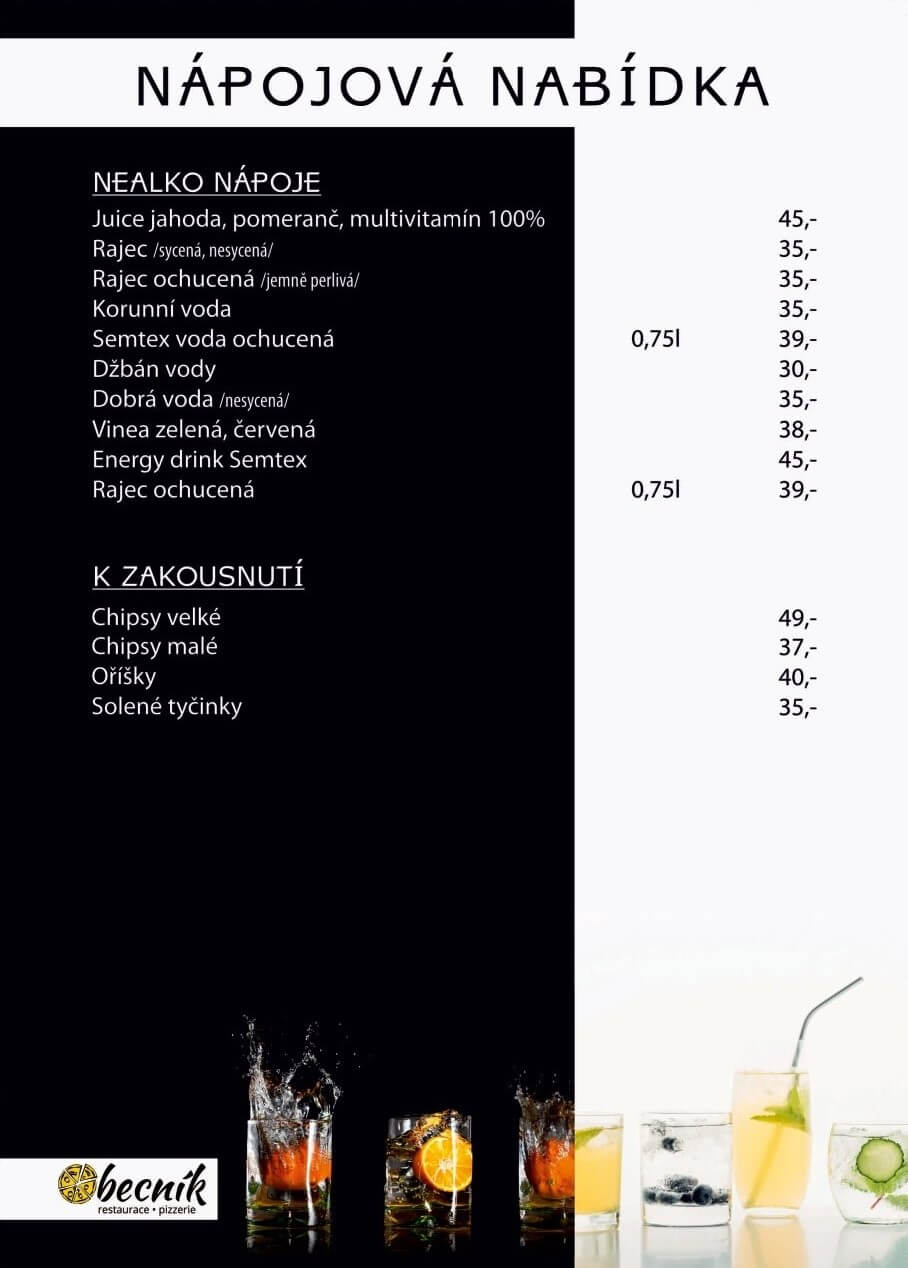 NÁPOJOVÁ NABÍDKA
NEALKO NÁPOJE
Juice jahoda, pomeranč, multivitamín 100% 45,-
Rajec /sycená, nesycená/ 35,-
Rajec ochucená /jemně perlivá/ 35,-
Korunní voda 35,-
Semtex voda ochucená 0,75l 39,-
Džbán vody 30,-
Dobrá voda /nesycená/ 35,-
Vinea zelená, červená 38,-
Energy drink Semtex 45,-
Rajec ochucená 0,75l 39,-
K ZAKOUSNUTÍ
Chipsy velké 49,-
Chipsy malé 37,-
Oříšky 40,-
Solené tyčinky 35,-
Obecník
restaurace • pizzerie